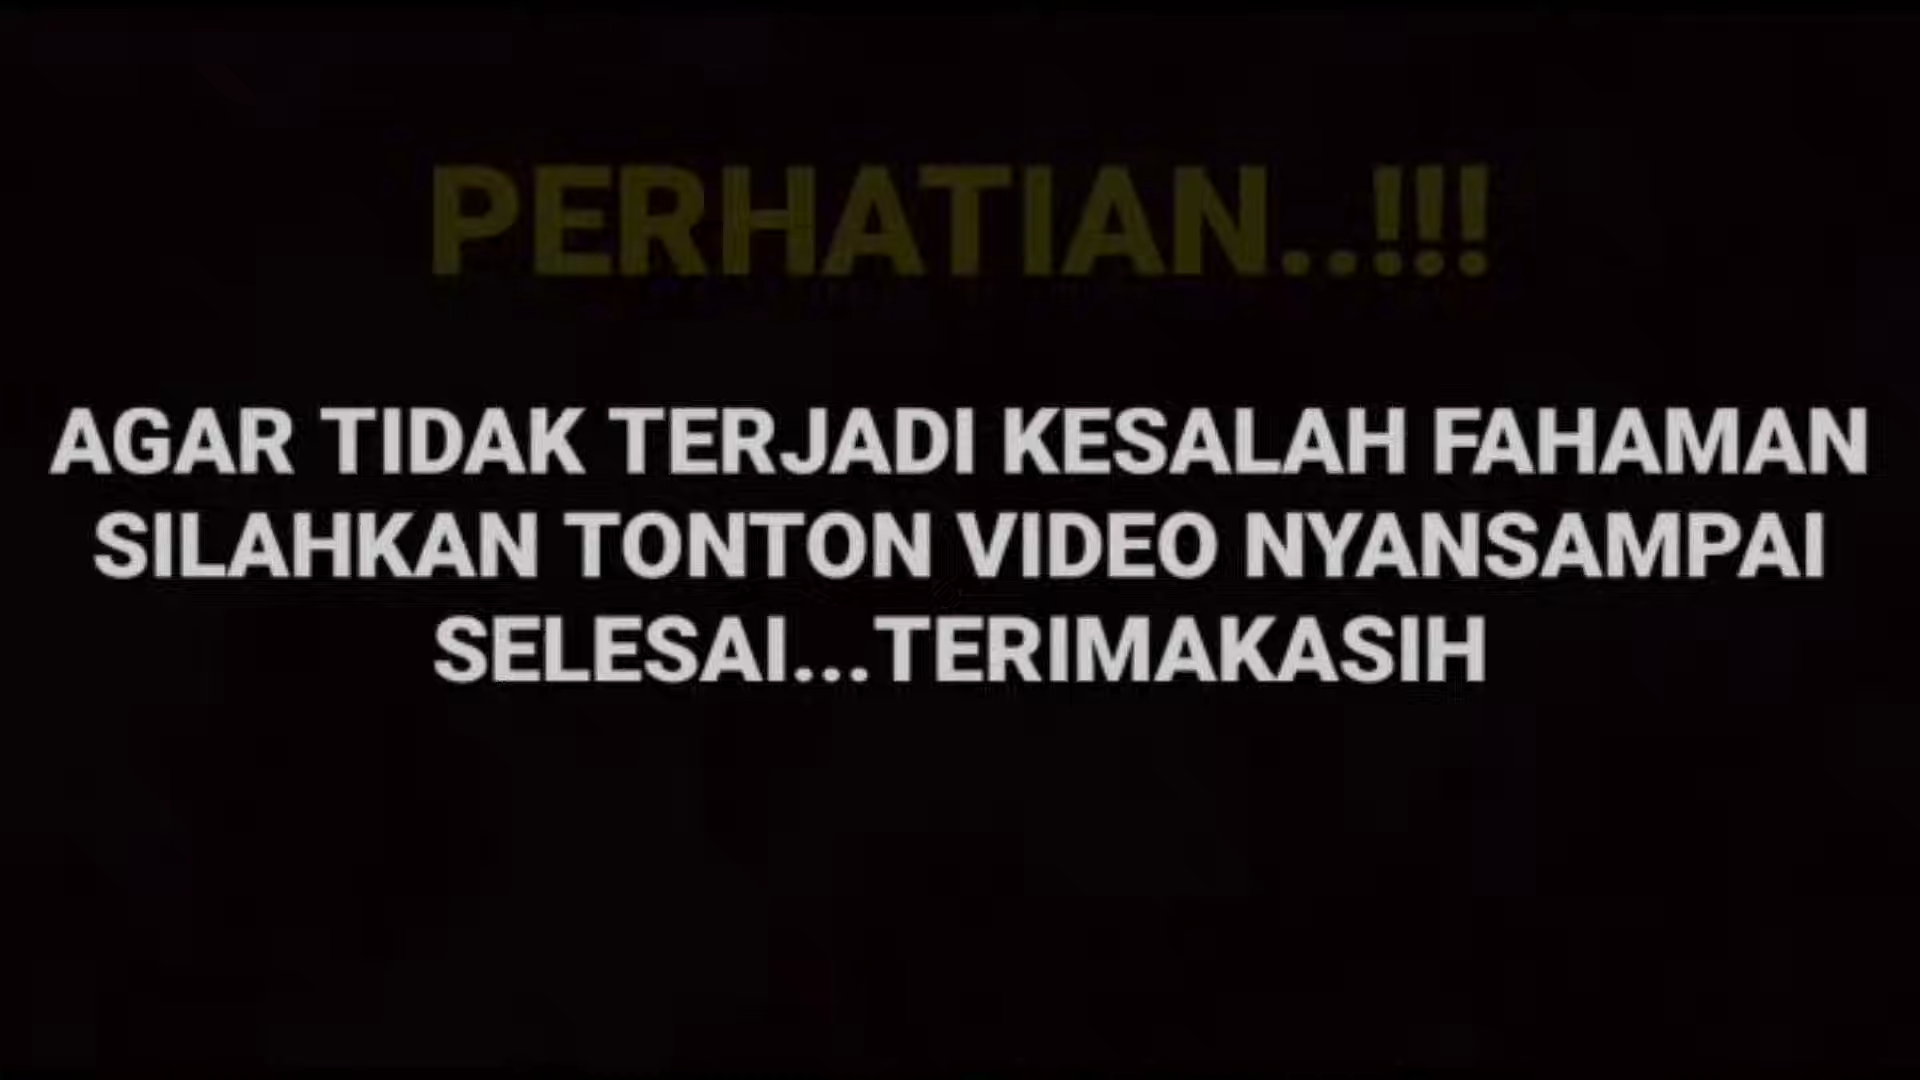 PERHATIAN..!!!
AGAR TIDAK TERJADI KESALAH FAHAMAN
SILAHKAN TONTON VIDEO NYANSAMPAI
SELESAI...TERIMAKASIH